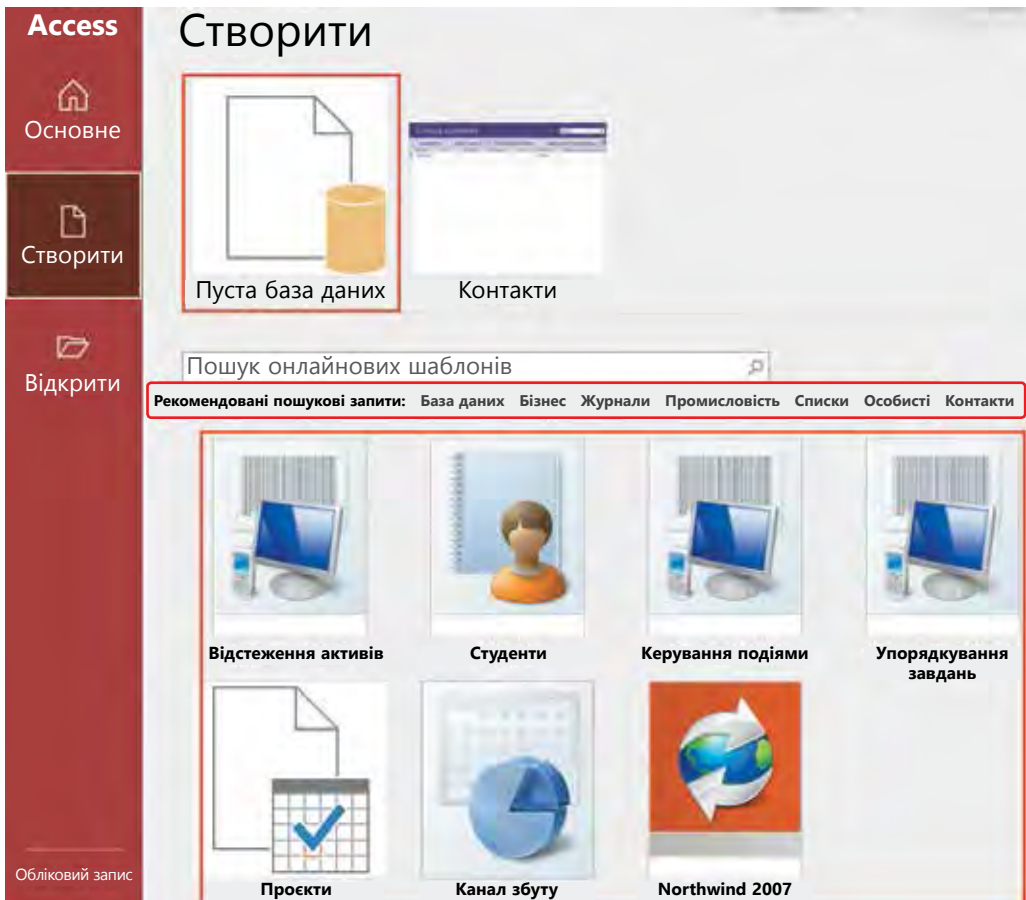 Access
Основне
Створити
Відкрити
Обліковий запис
Створити
Пуста база даних
Контакти
Пошук онлайнових шаблонів
Рекомендовані пошукові запити: База даних Бізнес Журнали Промисловість Списки Особисті Контакти
Відстеження активів
Студенти
Керування подіями
Упорядкування
завдань
Проєкти
Канал збуту
Northwind 2007